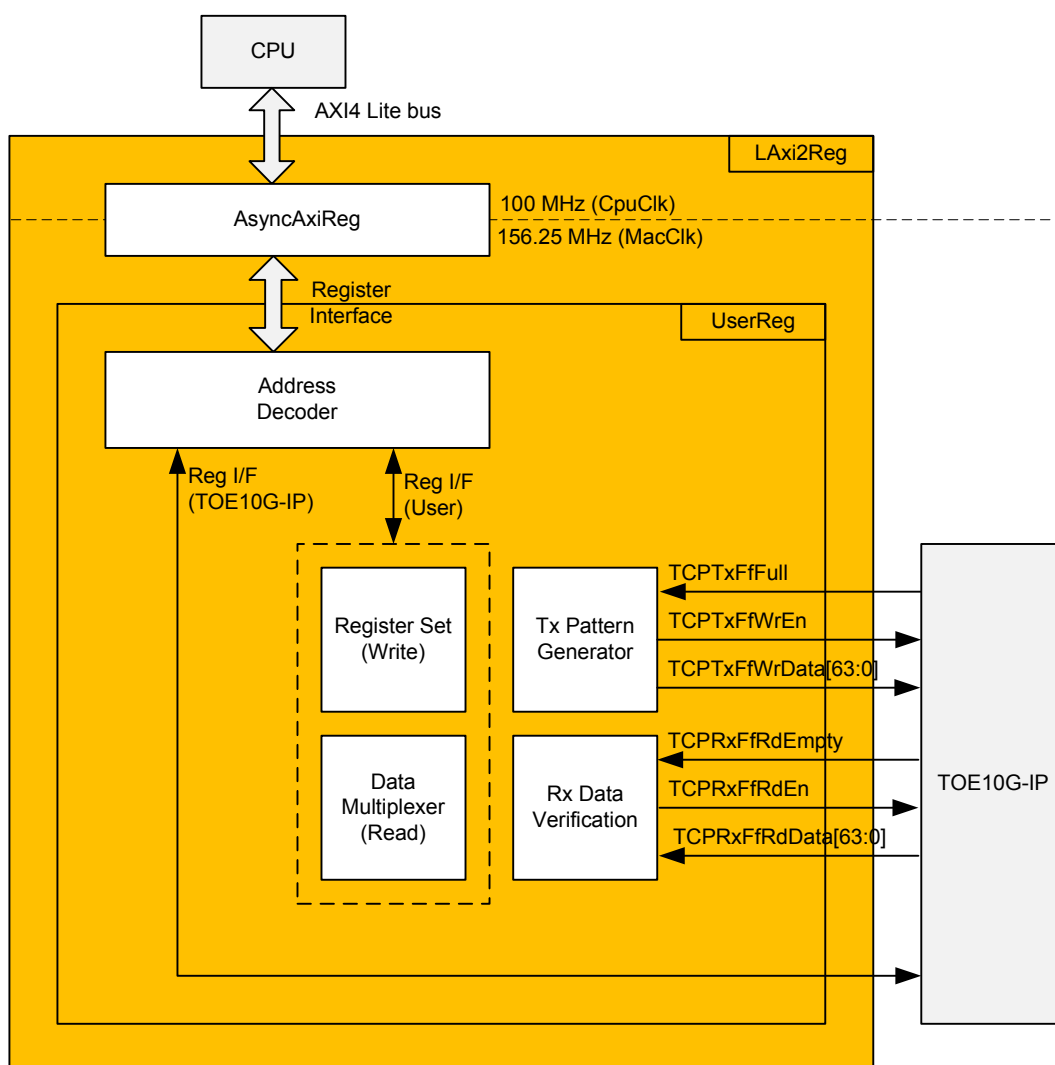 CPU
AXI4 Lite bus
LAxi2Reg
AsyncAxiReg
100 MHz (CpuClk)
156.25 MHz (MacClk)
Register
Interface
UserReg
Address
Decoder
Reg I/F
(TOE10G-IP)
Reg I/F
(User)
Register Set
(Write)
Tx Pattern
Generator
TCPTxFfFull
TCPTxFfWrEn
TCPTxFfWrData[63:0]
Data
Multiplexer
(Read)
Rx Data
Verification
TCPRxFfRdEmpty
TCPRxFfRdEn
TCPRxFfRdData[63:0]
TOE10G-IP